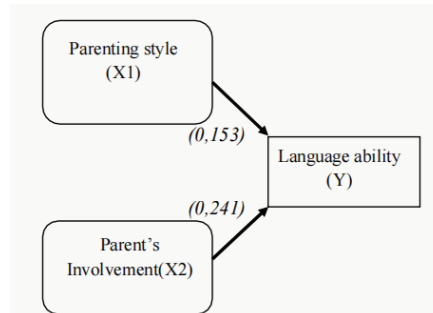 Parenting style
(X1)
(0,153)
Language ability
(Y)
(0,241)
Parent's
Involvement(X2)